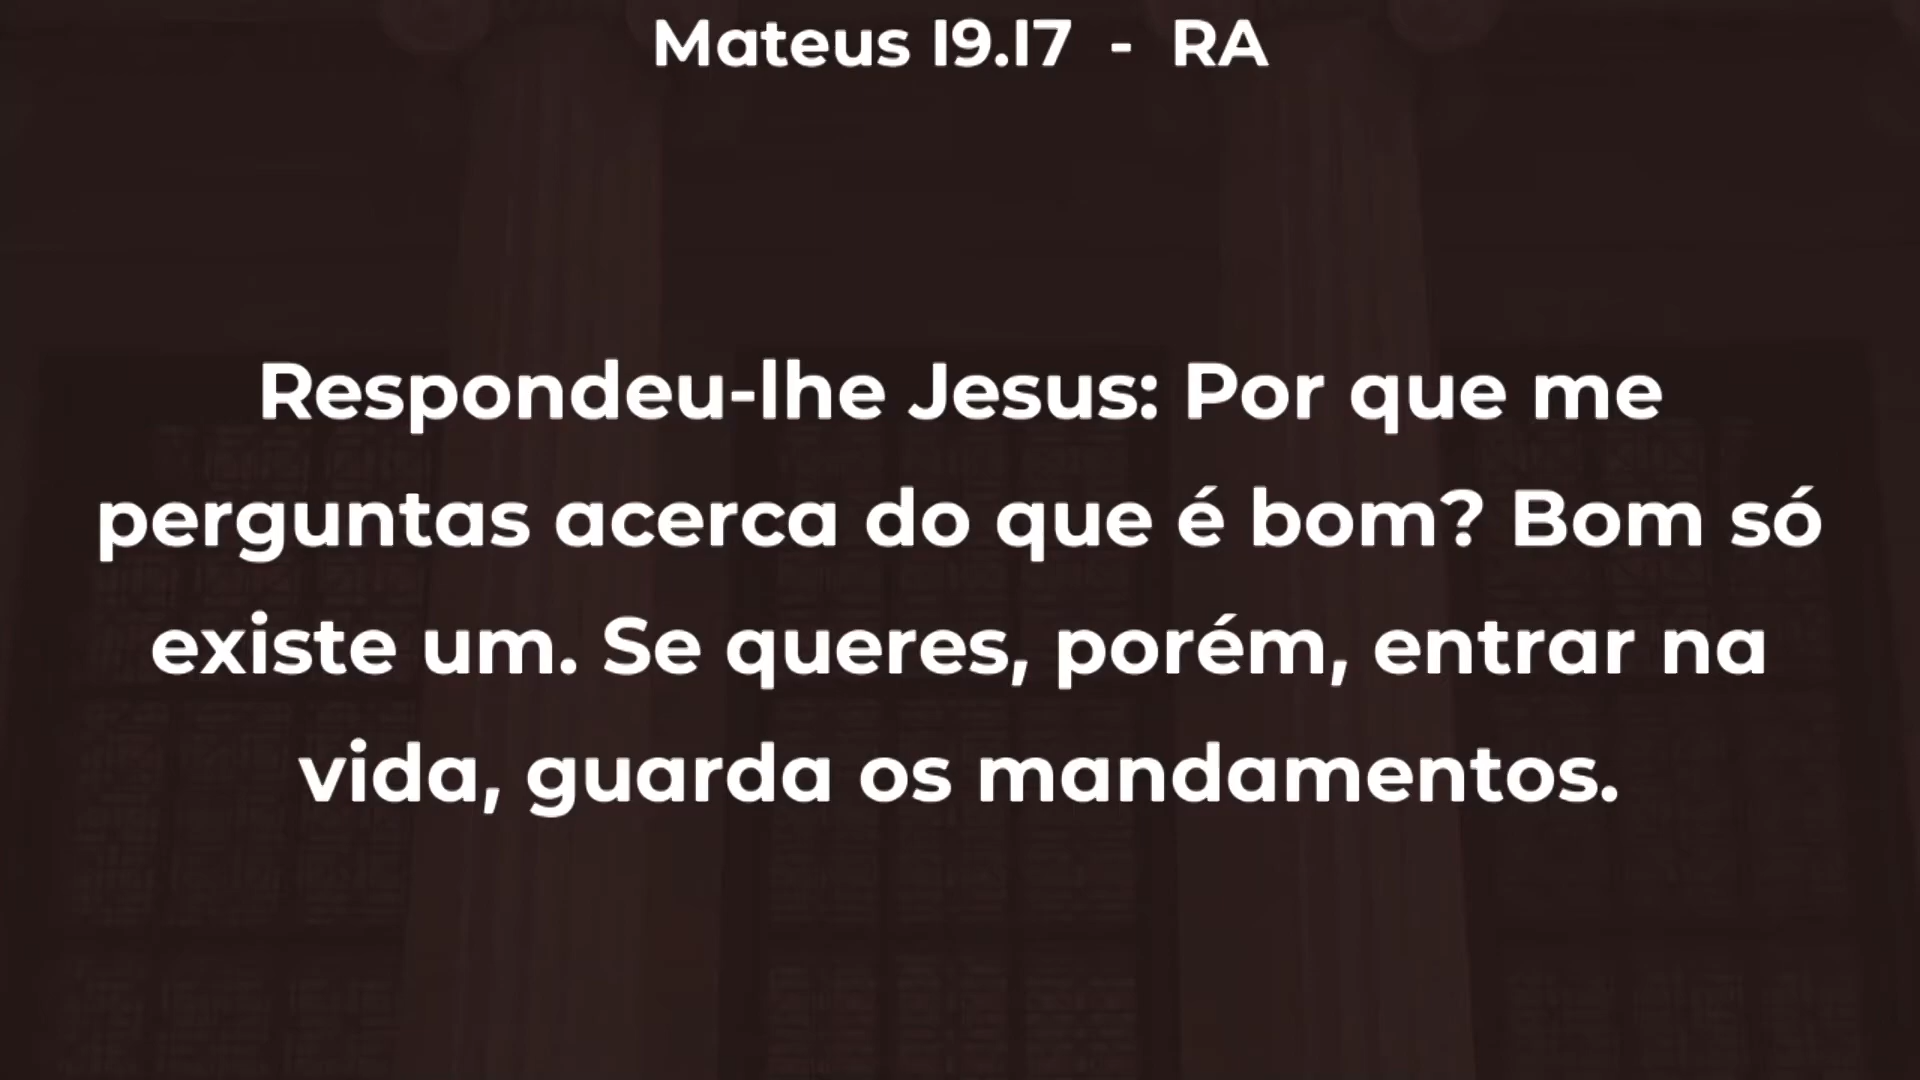 Mateus 19.17 - RA
Respondeu-lhe Jesus: Por que me
perguntas acerca do que é bom? Bom só
existe um. Se queres, porém, entrar na
vida, guarda os mandamentos.